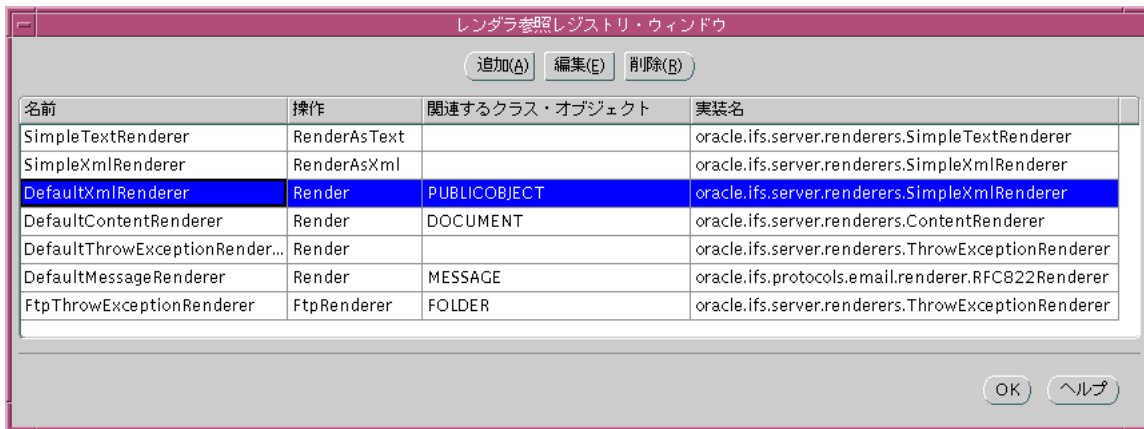 レンダラ参照レジストリ・ウィンドウ
追加(A) 編集(E) 削除(R)
名前 操作 関連するクラス・オブジェクト 実装名
SimpleTextRenderer RenderAsText oracle.ifs.server.renderers.SimpleTextRenderer
SimpleXmlRenderer RenderAsXml oracle.ifs.server.renderers.SimpleXmlRenderer
DefaultXmlRenderer Render PUBLICOBJECT oracle.ifs.server.renderers.SimpleXmlRenderer
DefaultContentRenderer Render DOCUMENT oracle.ifs.server.renderers.ContentRenderer
DefaultThrowExceptionRender... Render oracle.ifs.server.renderers.ThrowExceptionRenderer
DefaultMessageRenderer Render MESSAGE oracle.ifs.protocols.email.renderer.RFC822Renderer
FtpThrowExceptionRenderer FtpRenderer FOLDER oracle.ifs.server.renderers.ThrowExceptionRenderer
OK ヘルプ